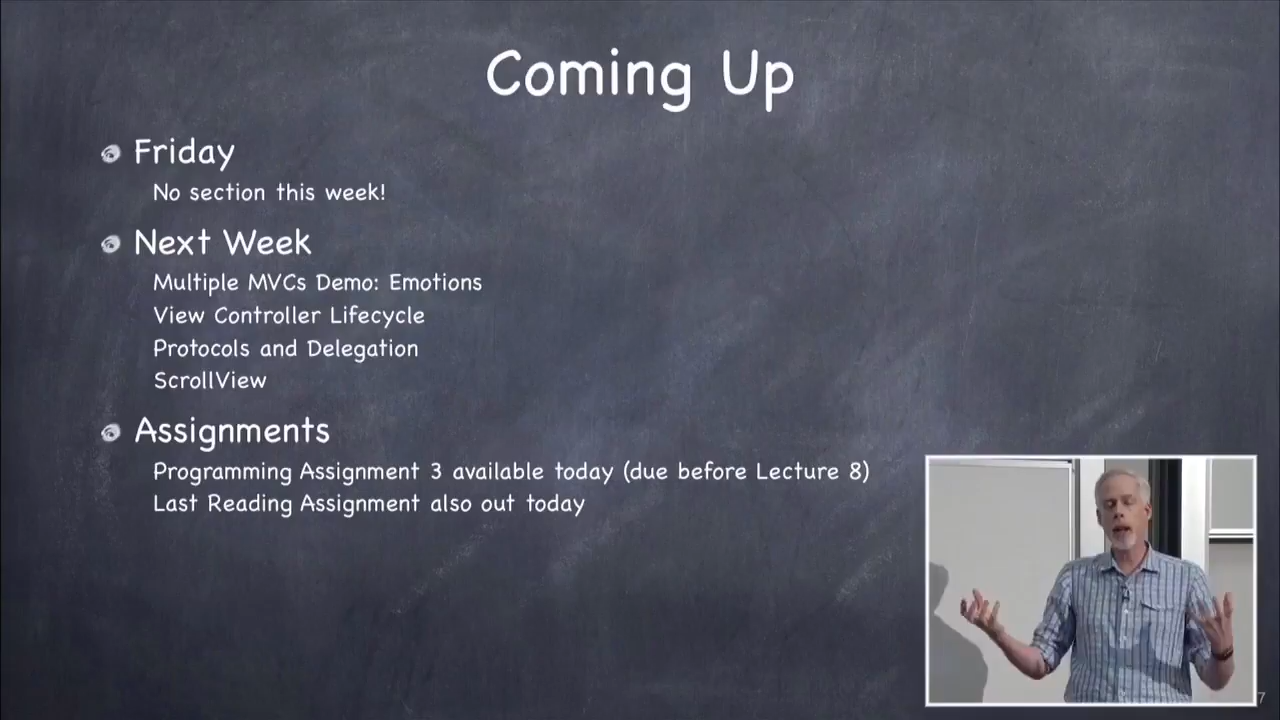 Coming Up
Friday
No section this week!
Next Week
Multiple MVCs Demo: Emotions
View Controller Lifecycle
Protocols and Delegation
ScrollView
Assignments
Programming Assignment 3 available today (due before Lecture 8)
Last Reading Assignment also out today
7